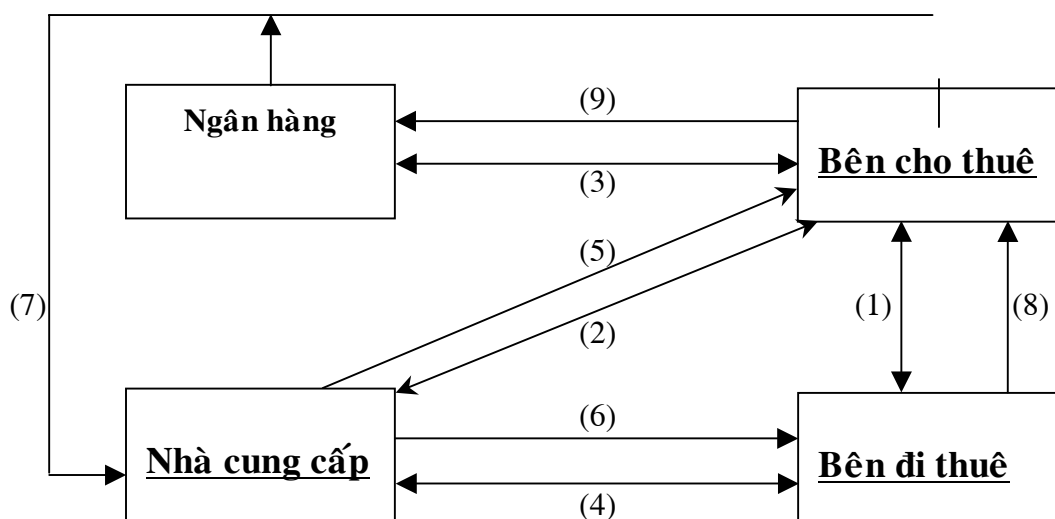 Ngân hàng
(9)
Bên cho thuê
(3)
(5)
(7)
(2)
(1)
(8)
(6)
Nhà cung cấp
Bên đi thuê
(4)